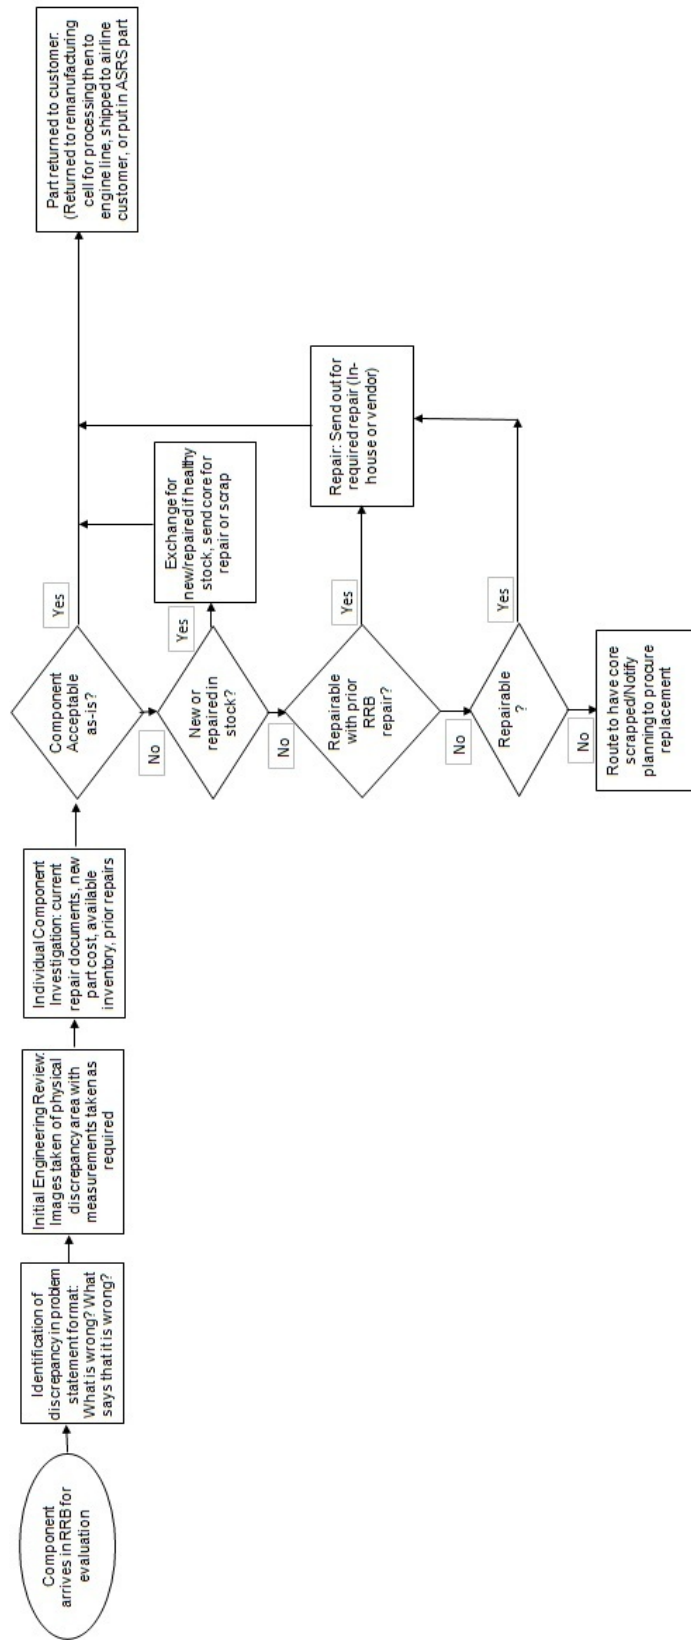 Component
arrives in RRB for
evaluation
Identification of
discrepancy in problem
statement format:
What is wrong? What
says that it is wrong?
Initial Engineering Review:
Images taken of physical
discrepancy area with
measurements taken as
required
Individual Component
Investigation: current
repair documents, new
part cost, available
inventory, prior repairs
Component
Acceptable
as-is?
Yes
Part returned to customer.
(Returned to remanufacturing
cell for processing then to
engine line, shipped to airline
customer, or put in ASRS part
No
New or
repaired in
stock?
Yes
Exchange for
new/repaired if healthy
stock, send core for
repair or scrap
No
Repairable
with prior
RRB
repair?
Yes
Repair: Send out for
required repair (In-
house or vendor)
No
Repairable
?
Yes
No
Route to have core
scrapped/Notify
planning to procure
replacement